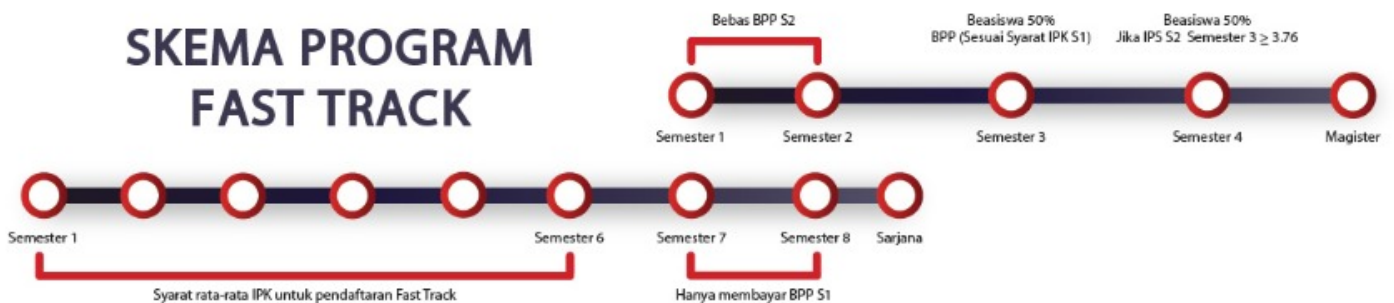 SKEMA PROGRAM
FAST TRACK
Bebas BPP S2
Beasiswa 50%
BPP (Sesuai Syarat IPK S1)
Beasiswa 50%
Jika IPS S2 Semester 3 ≥ 3.76
Semester 1
Semester 2
Semester 3
Semester 4
Magister
Semester 1
Semester 6
Semester 7
Semester 8
Sarjana
Syarat rata-rata IPK untuk pendaftaran Fast Track
Hanya membayar BPP S1